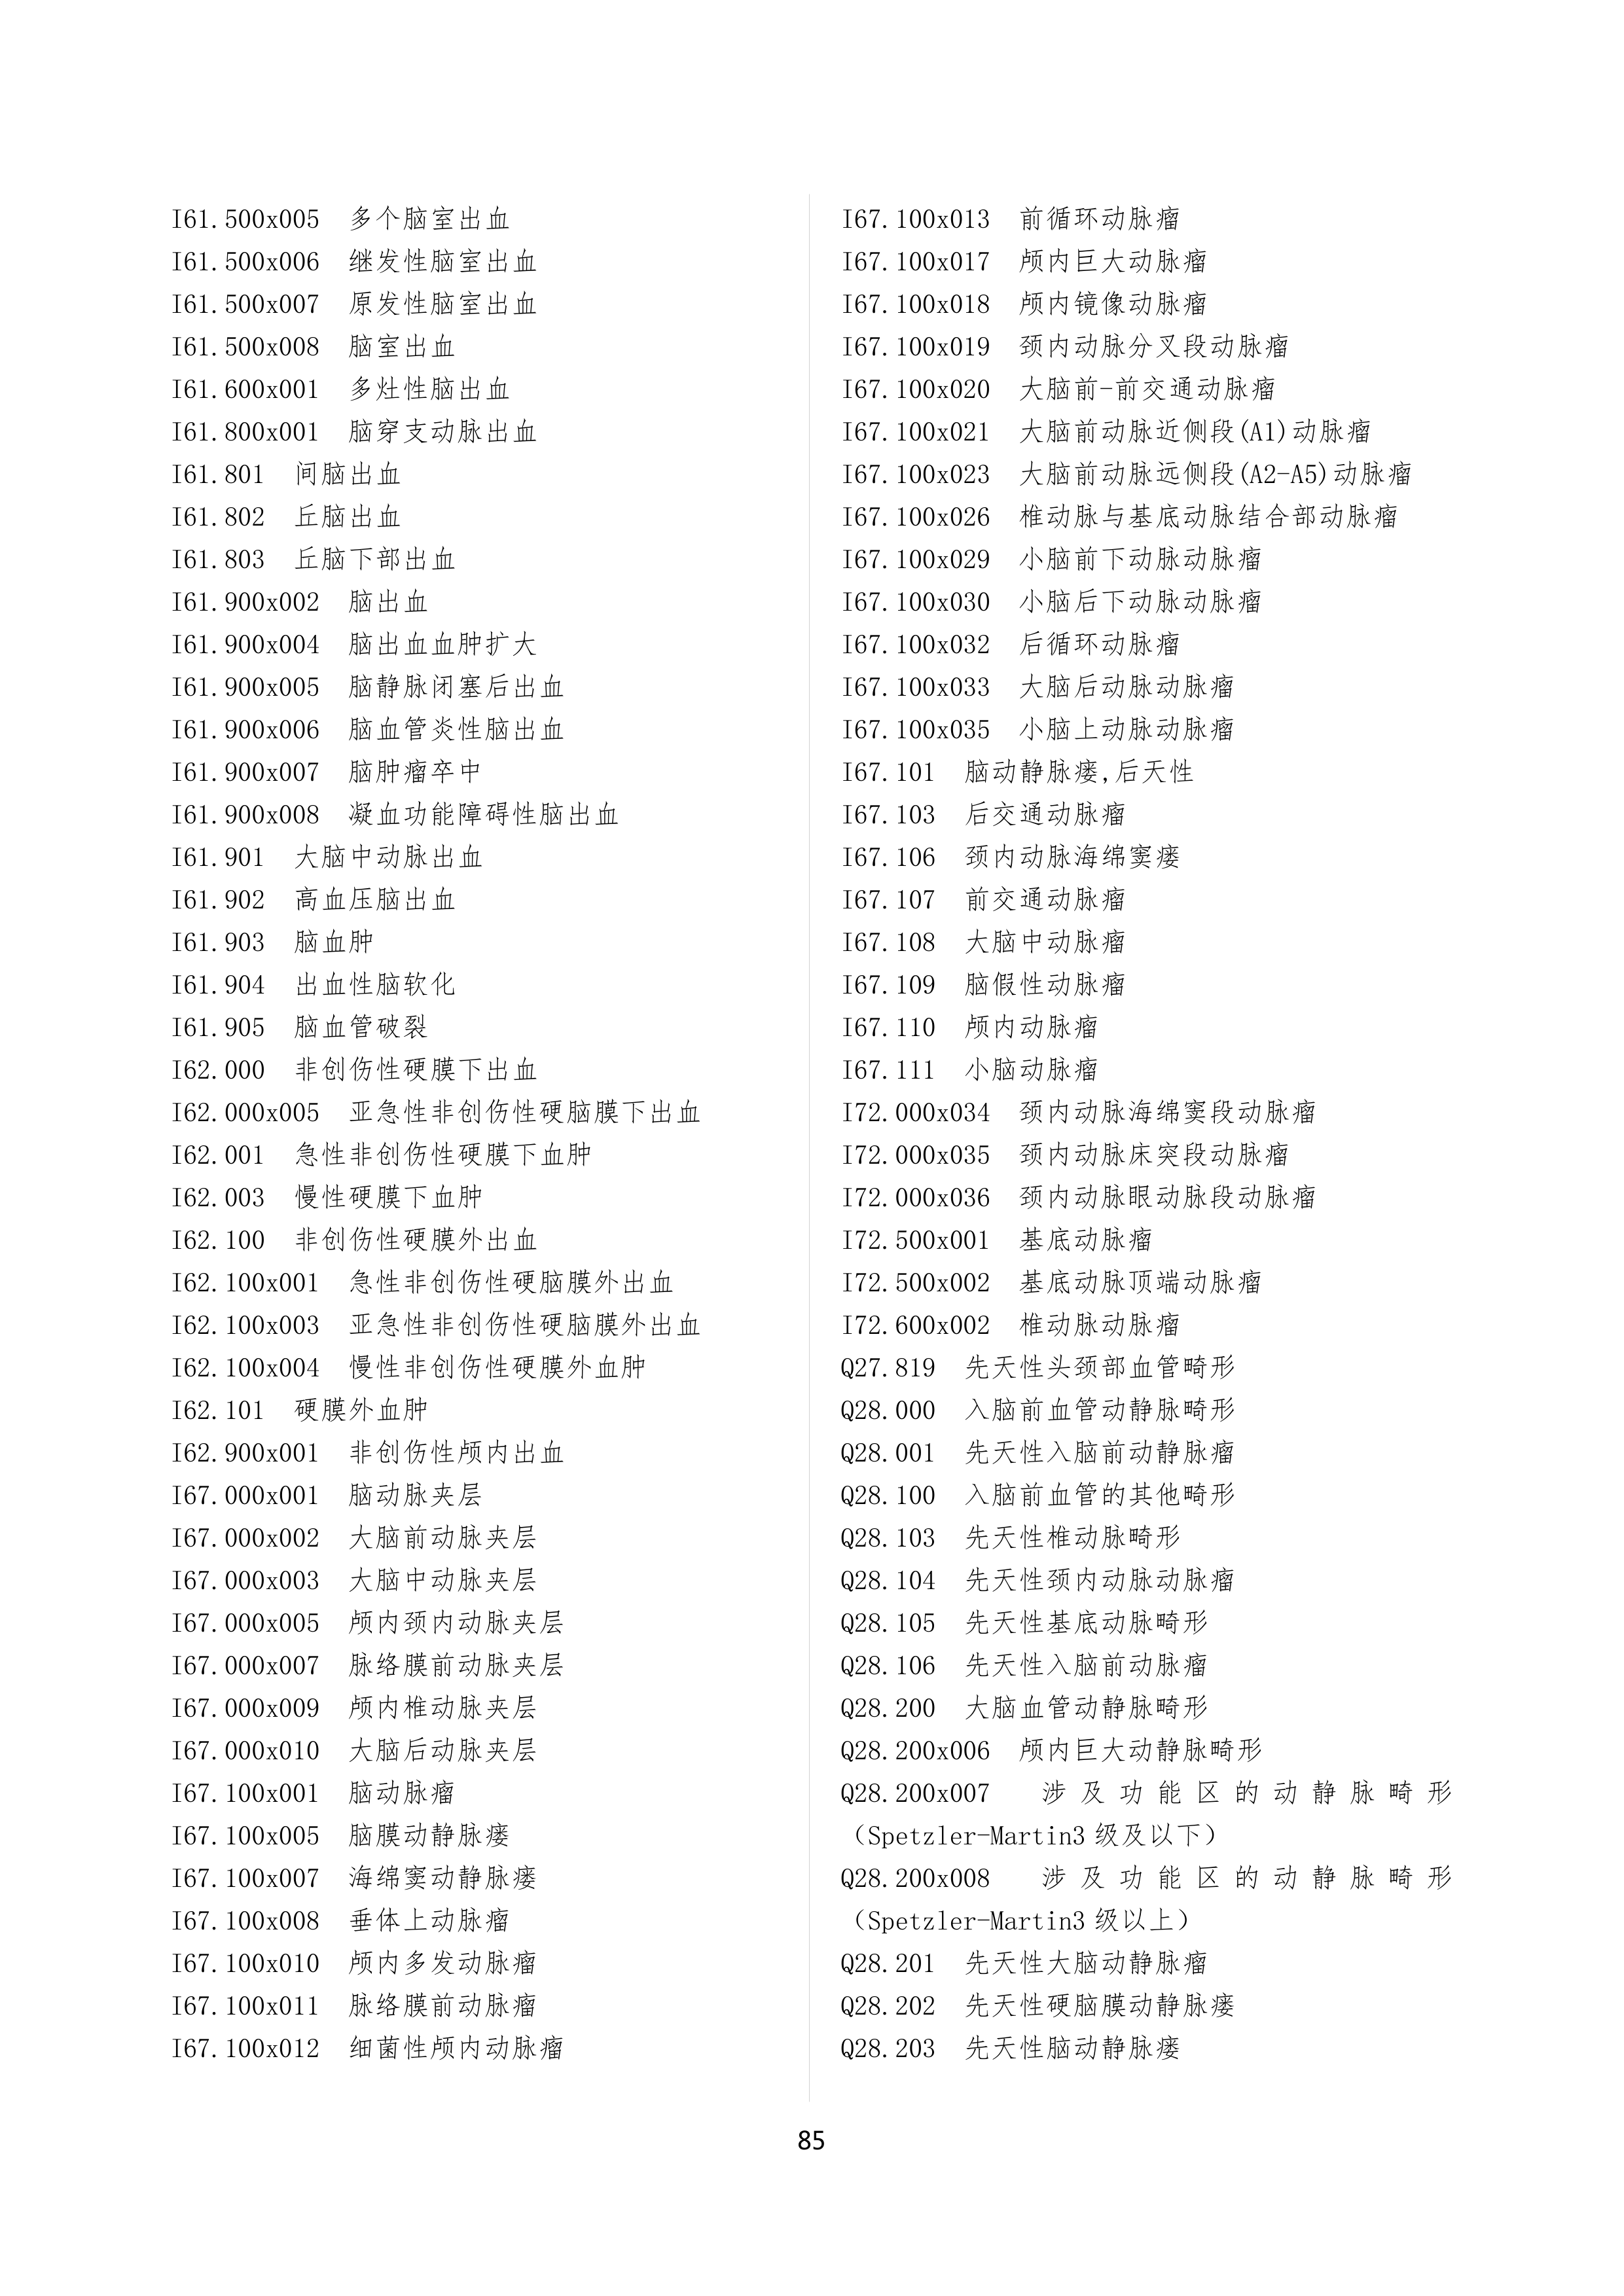 I61.500x005 多个脑室出血
I61.500x006 继发性脑室出血
I61.500x007 原发性脑室出血
I61.500x008 脑室出血
I61.600x001 多灶性脑出血
I61.800x001 脑穿支动脉出血
I61.801 间脑出血
I61.802 丘脑出血
I61.803 丘脑下部出血
I61.900x002 脑出血
I61.900x004 脑出血血肿扩大
I61.900x005 脑静脉闭塞后出血
I61.900x006 脑血管炎性脑出血
I61.900x007 脑肿瘤卒中
I61.900x008 凝血功能障碍性脑出血
I61.901 大脑中动脉出血
I61.902 高血压脑出血
I61.903 脑血肿
I61.904 出血性脑软化
I61.905 脑血管破裂
I62.000 非创伤性硬膜下出血
I62.000x005 亚急性非创伤性硬脑膜下出血
I62.001 急性非创伤性硬膜下血肿
I62.003 慢性硬膜下血肿
I62.100 非创伤性硬膜外出血
I62.100x001 急性非创伤性硬脑膜外出血
I62.100x003 亚急性非创伤性硬脑膜外出血
I62.100x004 慢性非创伤性硬膜外血肿
I62.101 硬膜外血肿
I62.900x001 非创伤性颅内出血
I67.000x001 脑动脉夹层
I67.000x002 大脑前动脉夹层
I67.000x003 大脑中动脉夹层
I67.000x005 颅内颈内动脉夹层
I67.000x007 脉络膜前动脉夹层
I67.000x009 颅内椎动脉夹层
I67.000x010 大脑后动脉夹层
I67.100x001 脑动脉瘤
I67.100x005 脑膜动静脉瘘
I67.100x007 海绵窦动静脉瘘
I67.100x008 垂体上动脉瘤
I67.100x010 颅内多发动脉瘤
I67.100x011 脉络膜前动脉瘤
I67.100x012 细菌性颅内动脉瘤
I67.100x013 前循环动脉瘤
I67.100x017 颅内巨大动脉瘤
I67.100x018 颅内镜像动脉瘤
I67.100x019 颈内动脉分叉段动脉瘤
I67.100x020 大脑前-前交通动脉瘤
I67.100x021 大脑前动脉近侧段(A1)动脉瘤
I67.100x023 大脑前动脉远侧段(A2-A5)动脉瘤
I67.100x026 椎动脉与基底动脉结合部动脉瘤
I67.100x029 小脑前下动脉动脉瘤
I67.100x030 小脑后下动脉动脉瘤
I67.100x032 后循环动脉瘤
I67.100x033 大脑后动脉动脉瘤
I67.100x035 小脑上动脉动脉瘤
I67.101 脑动静脉瘘,后天性
I67.103 后交通动脉瘤
I67.106 颈内动脉海绵窦瘘
I67.107 前交通动脉瘤
I67.108 大脑中动脉瘤
I67.109 脑假性动脉瘤
I67.110 颅内动脉瘤
I67.111 小脑动脉瘤
I72.000x034 颈内动脉海绵窦段动脉瘤
I72.000x035 颈内动脉床突段动脉瘤
I72.000x036 颈内动脉眼动脉段动脉瘤
I72.500x001 基底动脉瘤
I72.500x002 基底动脉顶端动脉瘤
I72.600x002 椎动脉动脉瘤
Q27.819 先天性头颈部血管畸形
Q28.000 入脑前血管动静脉畸形
Q28.001 先天性入脑前动静脉瘤
Q28.100 入脑前血管的其他畸形
Q28.103 先天性椎动脉畸形
Q28.104 先天性颈内动脉动脉瘤
Q28.105 先天性基底动脉畸形
Q28.106 先天性入脑前动脉瘤
Q28.200 大脑血管动静脉畸形
Q28.200x006 颅内巨大动静脉畸形
Q28.200x007 涉及功能区的动静脉畸形
（Spetzler-Martin3 级及以下）
Q28.200x008 涉及功能区的动静脉畸形
（Spetzler-Martin3 级以上）
Q28.201 先天性大脑动静脉瘤
Q28.202 先天性硬脑膜动静脉瘘
Q28.203 先天性脑动静脉瘘
85